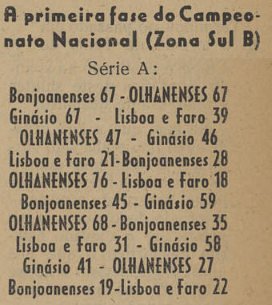 A primeira fase do Campeo-
nato Nacional (Zona Sul B)
Série A:
Bonjoanenses 67 - OLHANENSES 67
Ginásio 67 - Lisboa e Faro 39
OLHANENSES 47 - Ginásio 46
Lisboa e Faro 21-Bonjoanenses 28
OLHANENSES 76 - Lisboa e Faro 18
Bonjoanenses 45 - Ginásio 59
OLHANENSES 68 - Bonjoanenses 35
Lisboa e Faro 31 - Ginásio 58
Ginásio 41 - OLHANENSES 27
Bonjoanenses 19-Lisboa e Faro 22